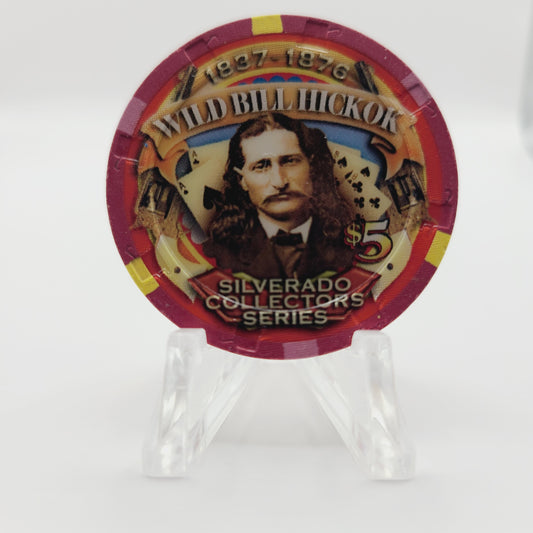 1837-1876
WILD BILL HICKOK
$5
SILVERADO
COLLECTORS
SERIES